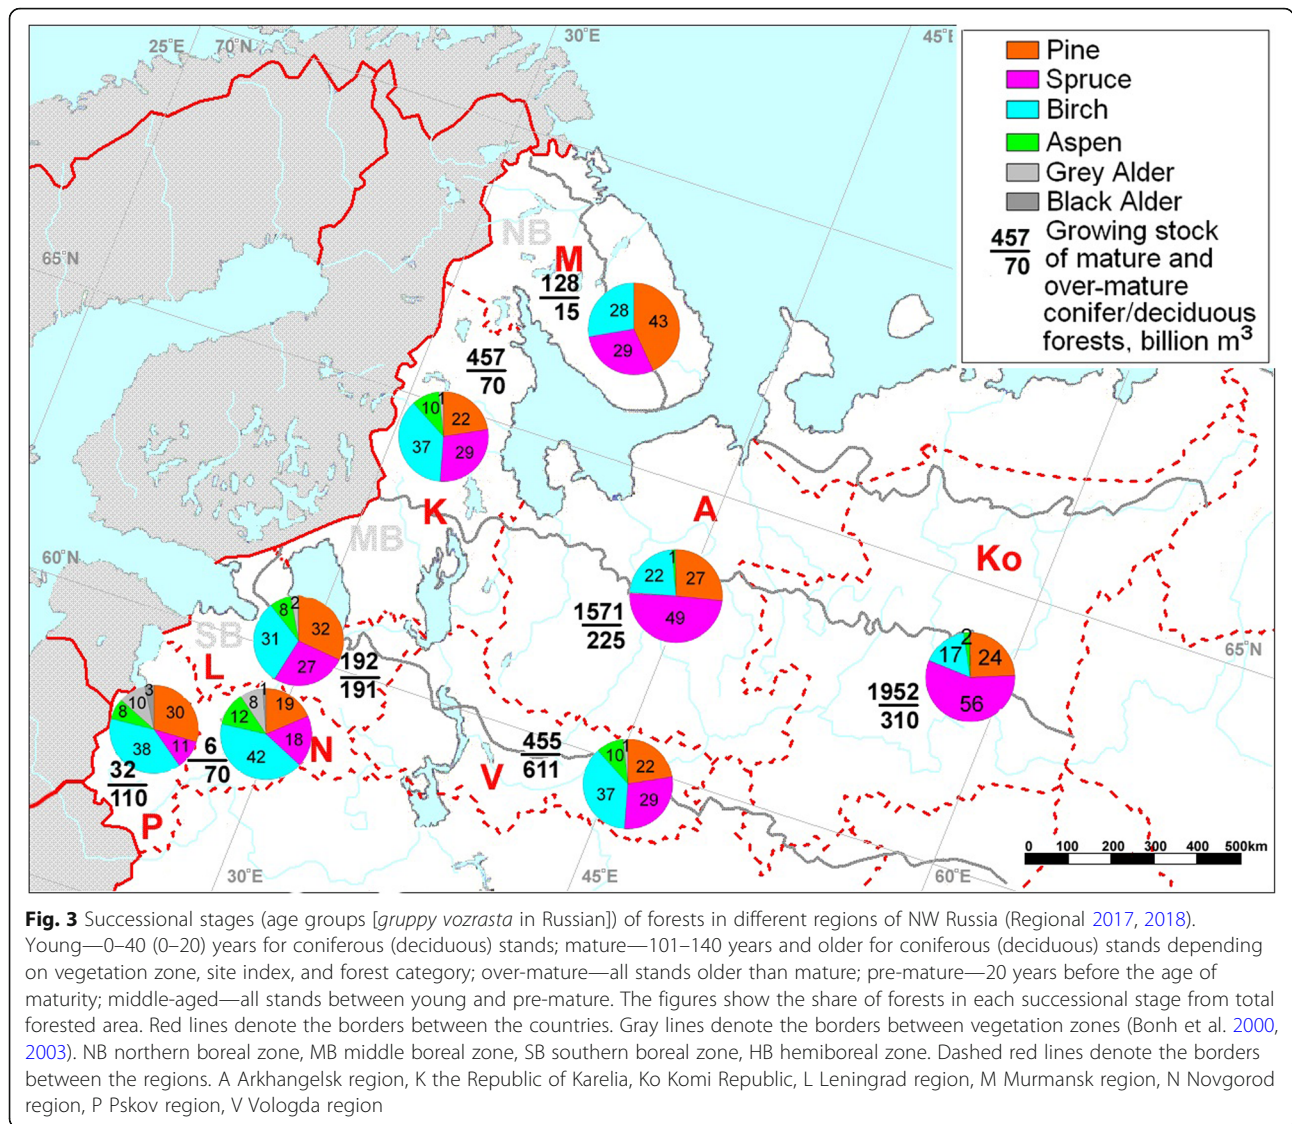 25°E
70°N
30°E
45°E
Pine
Spruce
Birch
Aspen
Grey Alder
Black Alder
457
70
Growing stock
of mature and
over-mature
conifer/deciduous
forests, billion m³
NB
M
128
15
28
43
29
65°N
457
70
10
1
22
37
29
K
A
MB
Ko
60°N
1
22
27
49
1571
225
SB
8
2
31
32
27
L
192
191
2
17
24
56
65°N
1952
310
3
10
8
30
38
11
1
8
12
19
18
42
N
6
70
32
110
P
455
611
V
10
1
22
37
29
0 100 200 300 400 500km
30°E
45°E
60°E
Fig. 3 Successional stages (age groups [gruppy vozrasta in Russian]) of forests in different regions of NW Russia (Regional 2017, 2018).
Young—0–40 (0–20) years for coniferous (deciduous) stands; mature—101–140 years and older for coniferous (deciduous) stands depending
on vegetation zone, site index, and forest category; over-mature—all stands older than mature; pre-mature—20 years before the age of
maturity; middle-aged—all stands between young and pre-mature. The figures show the share of forests in each successional stage from total
forested area. Red lines denote the borders between the countries. Gray lines denote the borders between vegetation zones (Bonh et al. 2000,
2003). NB northern boreal zone, MB middle boreal zone, SB southern boreal zone, HB hemiboreal zone. Dashed red lines denote the borders
between the regions. A Arkhangelsk region, K the Republic of Karelia, Ko Komi Republic, L Leningrad region, M Murmansk region, N Novgorod
region, P Pskov region, V Vologda region